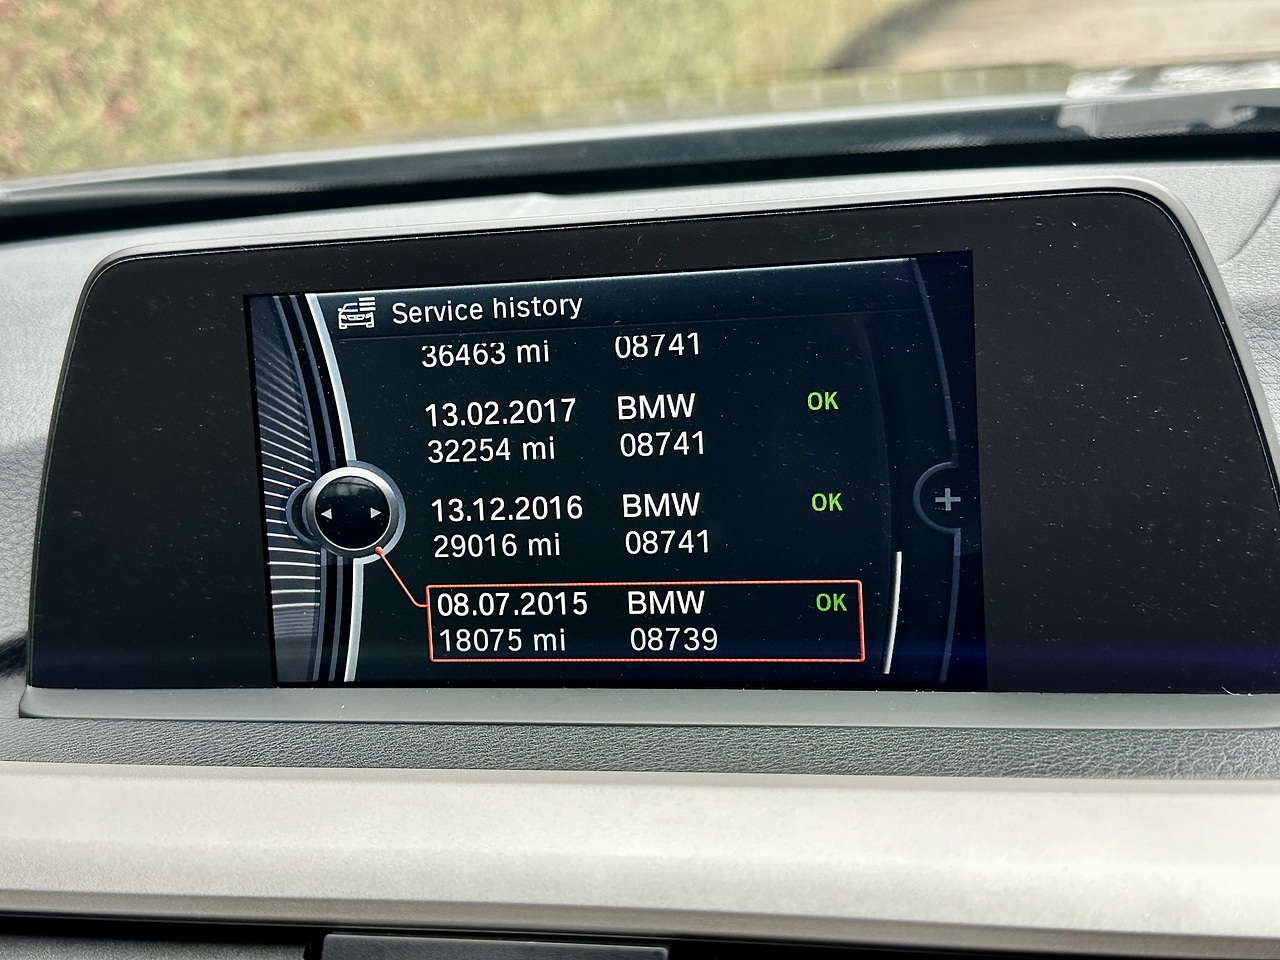 Service history
36463 mi 08741
13.02.2017 BMW OK
32254 mi 08741
13.12.2016 BMW OK
29016 mi 08741
08.07.2015 BMW OK
18075 mi 08739